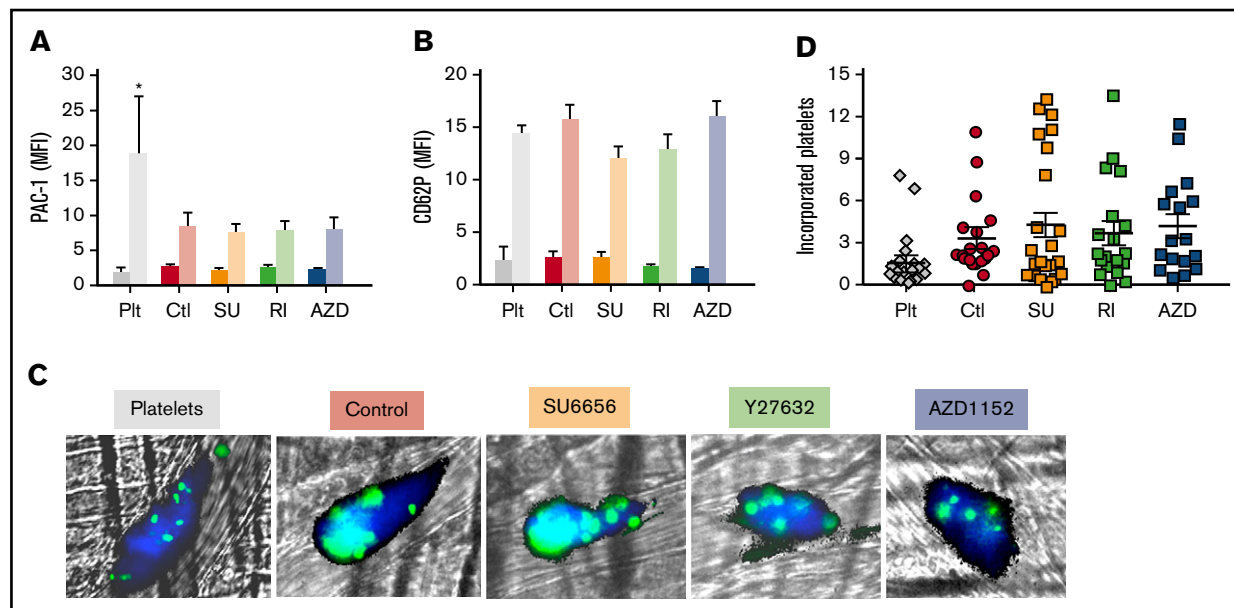 A
B
D
PAC-1 (MFI)
30
25
20
15
10
5
0
*
Plt Ctl SU RI AZD
CD62P (MFI)
20
15
10
5
0
Plt Ctl SU RI AZD
Incorporated platelets
15
12
9
6
3
0
Plt Ctl SU RI AZD
C
Platelets Control SU6656 Y27632 AZD1152